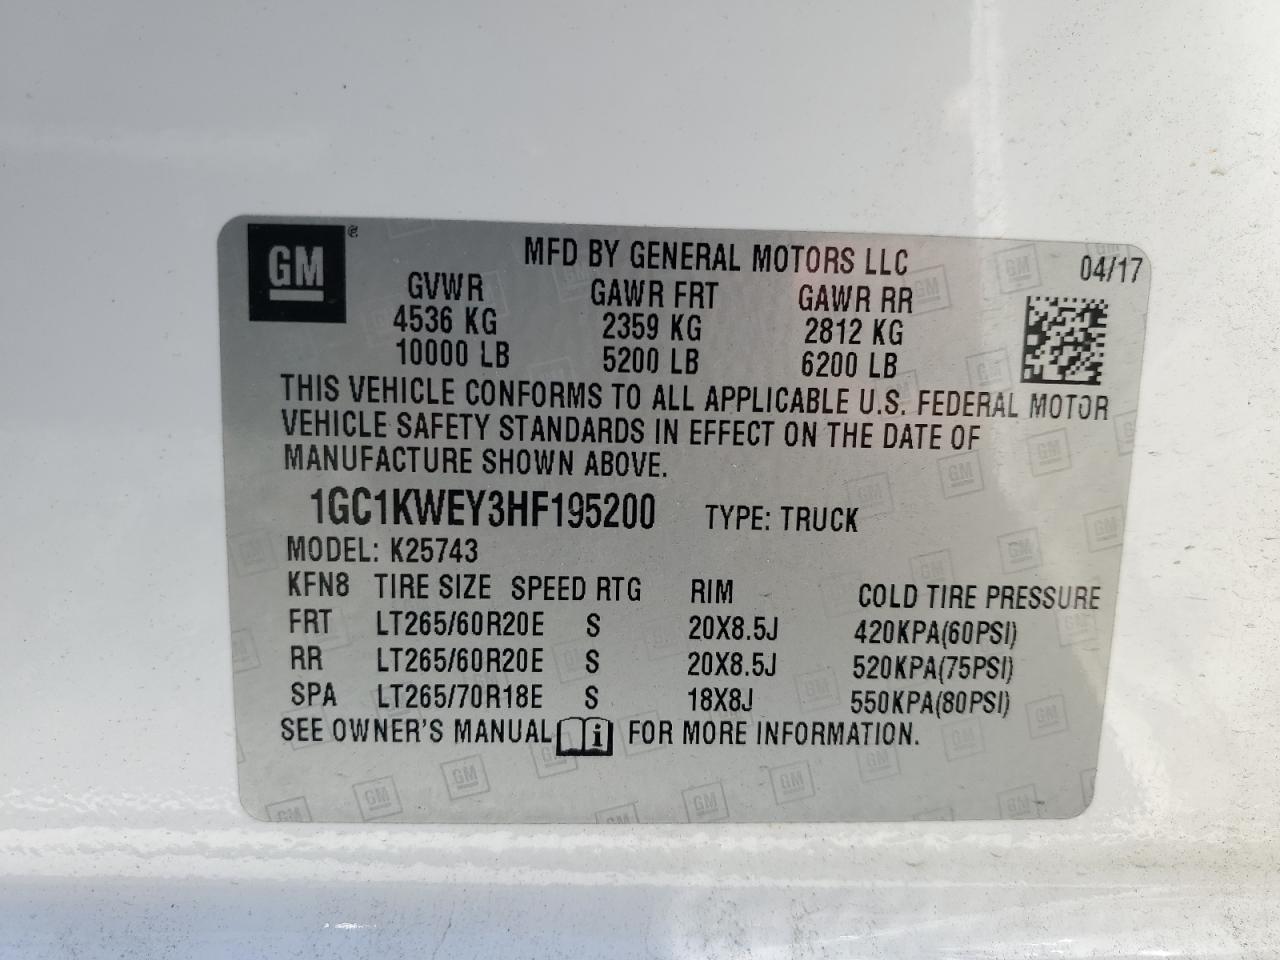 GM®
MFD BY GENERAL MOTORS LLC
04/17
GVWR GAWR FRT GAWR RR
4536 KG 2359 KG 2812 KG
10000 LB 5200 LB 6200 LB
THIS VEHICLE CONFORMS TO ALL APPLICABLE U.S. FEDERAL MOTOR
VEHICLE SAFETY STANDARDS IN EFFECT ON THE DATE OF
MANUFACTURE SHOWN ABOVE.
1GC1KWEY3HF195200 TYPE: TRUCK
MODEL: K25743
KFN8 TIRE SIZE SPEED RTG RIM COLD TIRE PRESSURE
FRT LT265/60R20E S 20X8.5J 420KPA(60PSI)
RR LT265/60R20E S 20X8.5J 520KPA(75PSI)
SPA LT265/70R18E S 18X8J 550KPA(80PSI)
SEE OWNER'S MANUAL i FOR MORE INFORMATION.